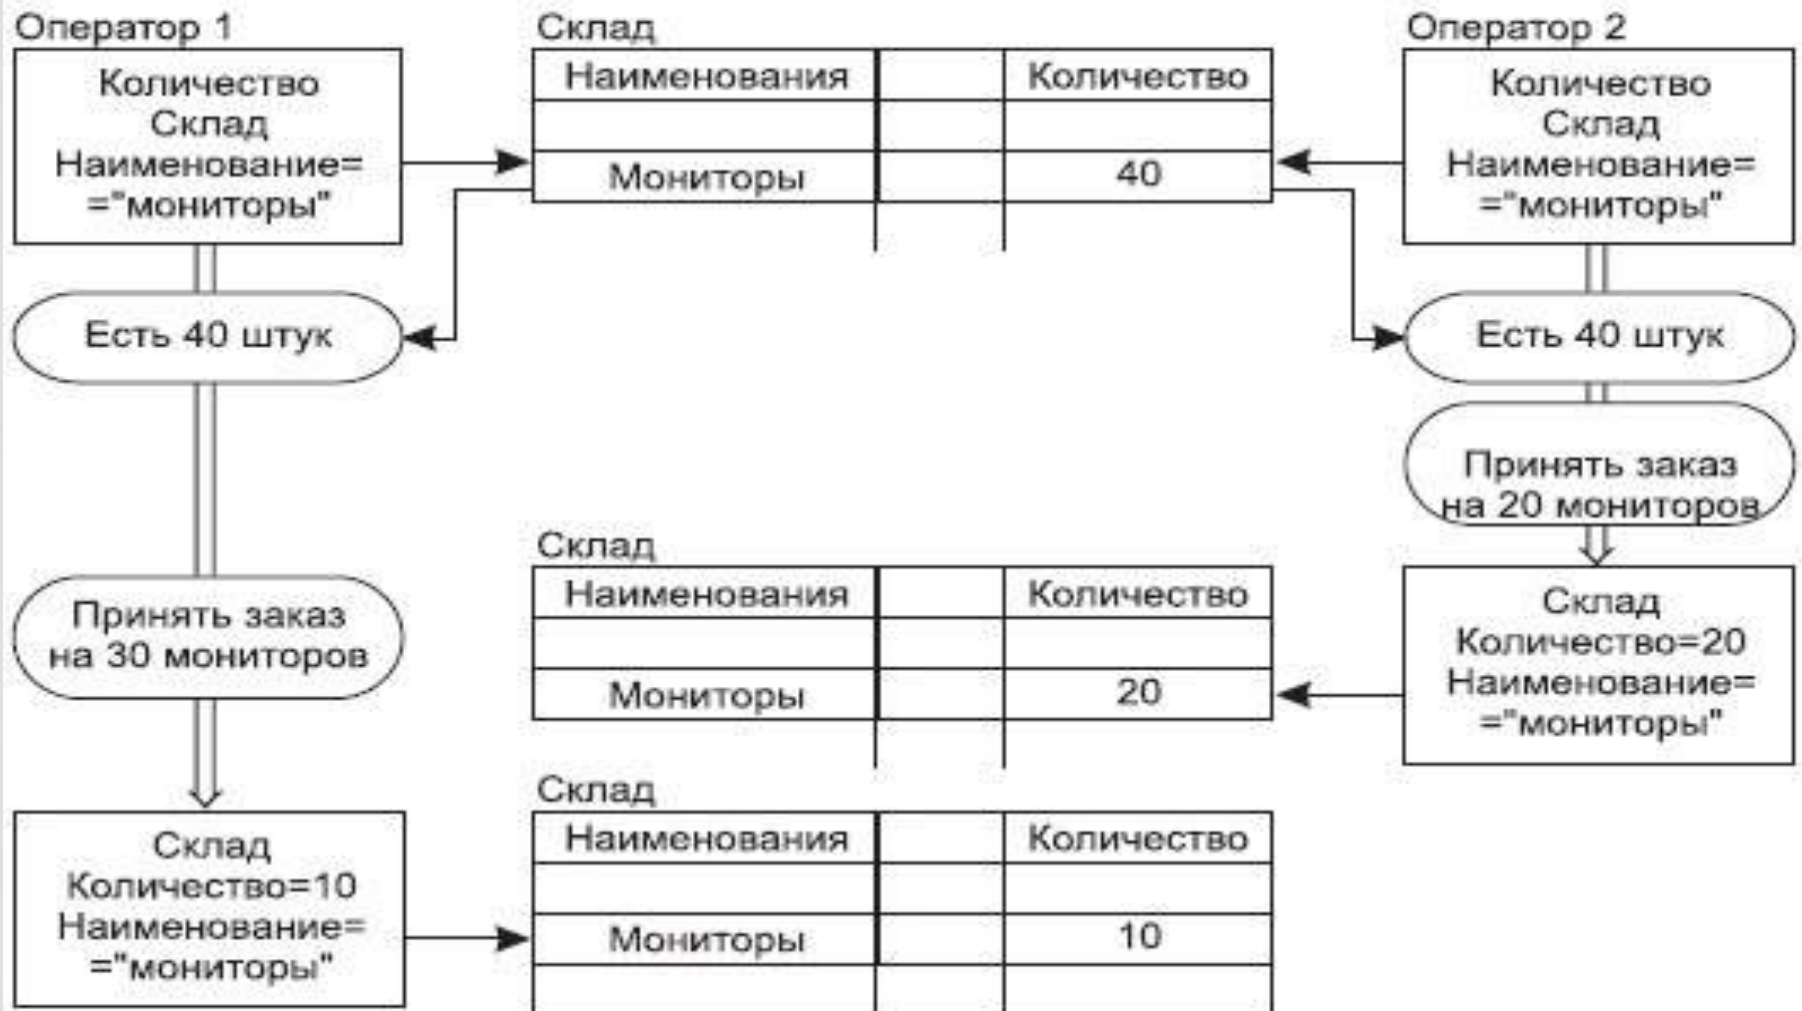 Оператор 1
Количество
Склад
Наименование=
="мониторы"
Есть 40 штук
Принять заказ
на 30 мониторов
Склад
Количество=10
Наименование=
="мониторы"
Склад
Наименования Количество
Мониторы 40
Склад
Наименования Количество
Мониторы 20
Склад
Наименования Количество
Мониторы 10
Оператор 2
Количество
Склад
Наименование=
="мониторы"
Есть 40 штук
Принять заказ
на 20 мониторов
Склад
Количество=20
Наименование=
="мониторы"